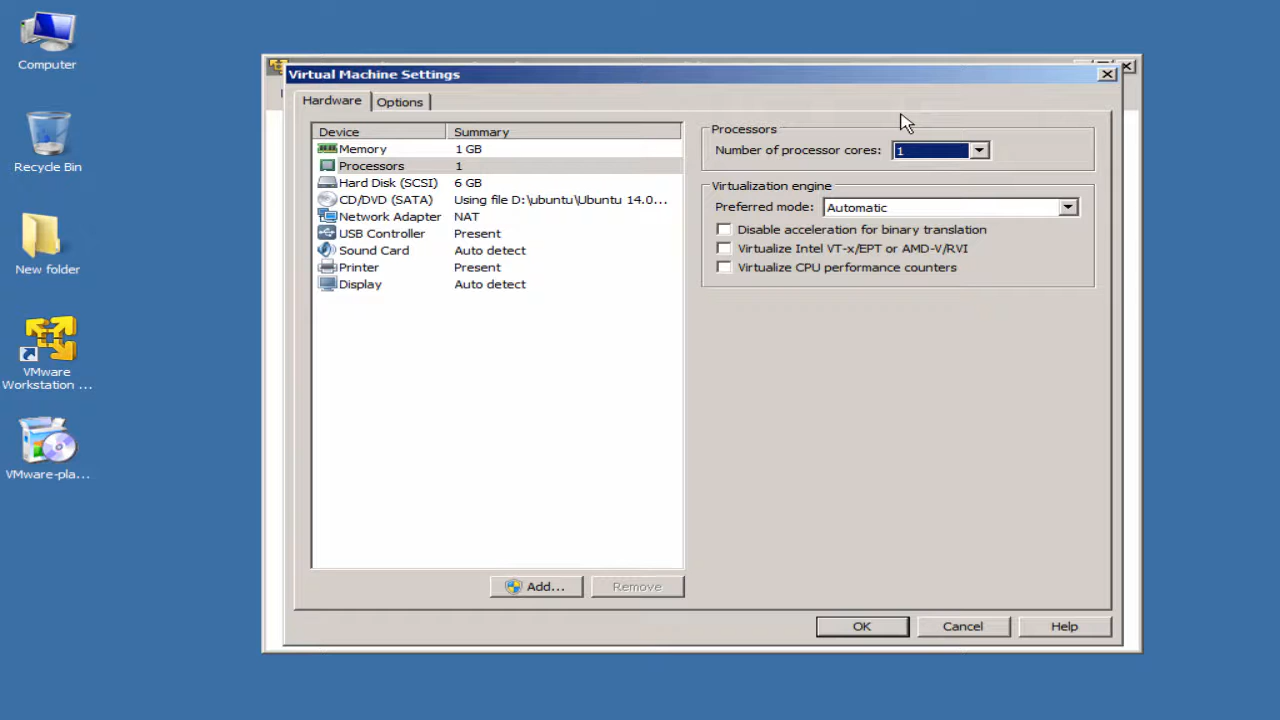 Computer
Recycle Bin
New folder
VMware
Workstation ...
VMware-pla...
Virtual Machine Settings
Hardware
Options
Device Summary
Memory 1 GB
Processors 1
Hard Disk (SCSI) 6 GB
CD/DVD (SATA) Using file D:\ubuntu\Ubuntu 14.0...
Network Adapter NAT
USB Controller Present
Sound Card Auto detect
Printer Present
Display Auto detect
Add...
Remove
Processors
Number of processor cores: 1
Virtualization engine
Preferred mode: Automatic
Disable acceleration for binary translation
Virtualize Intel VT-x/EPT or AMD-V/RVI
Virtualize CPU performance counters
OK
Cancel
Help